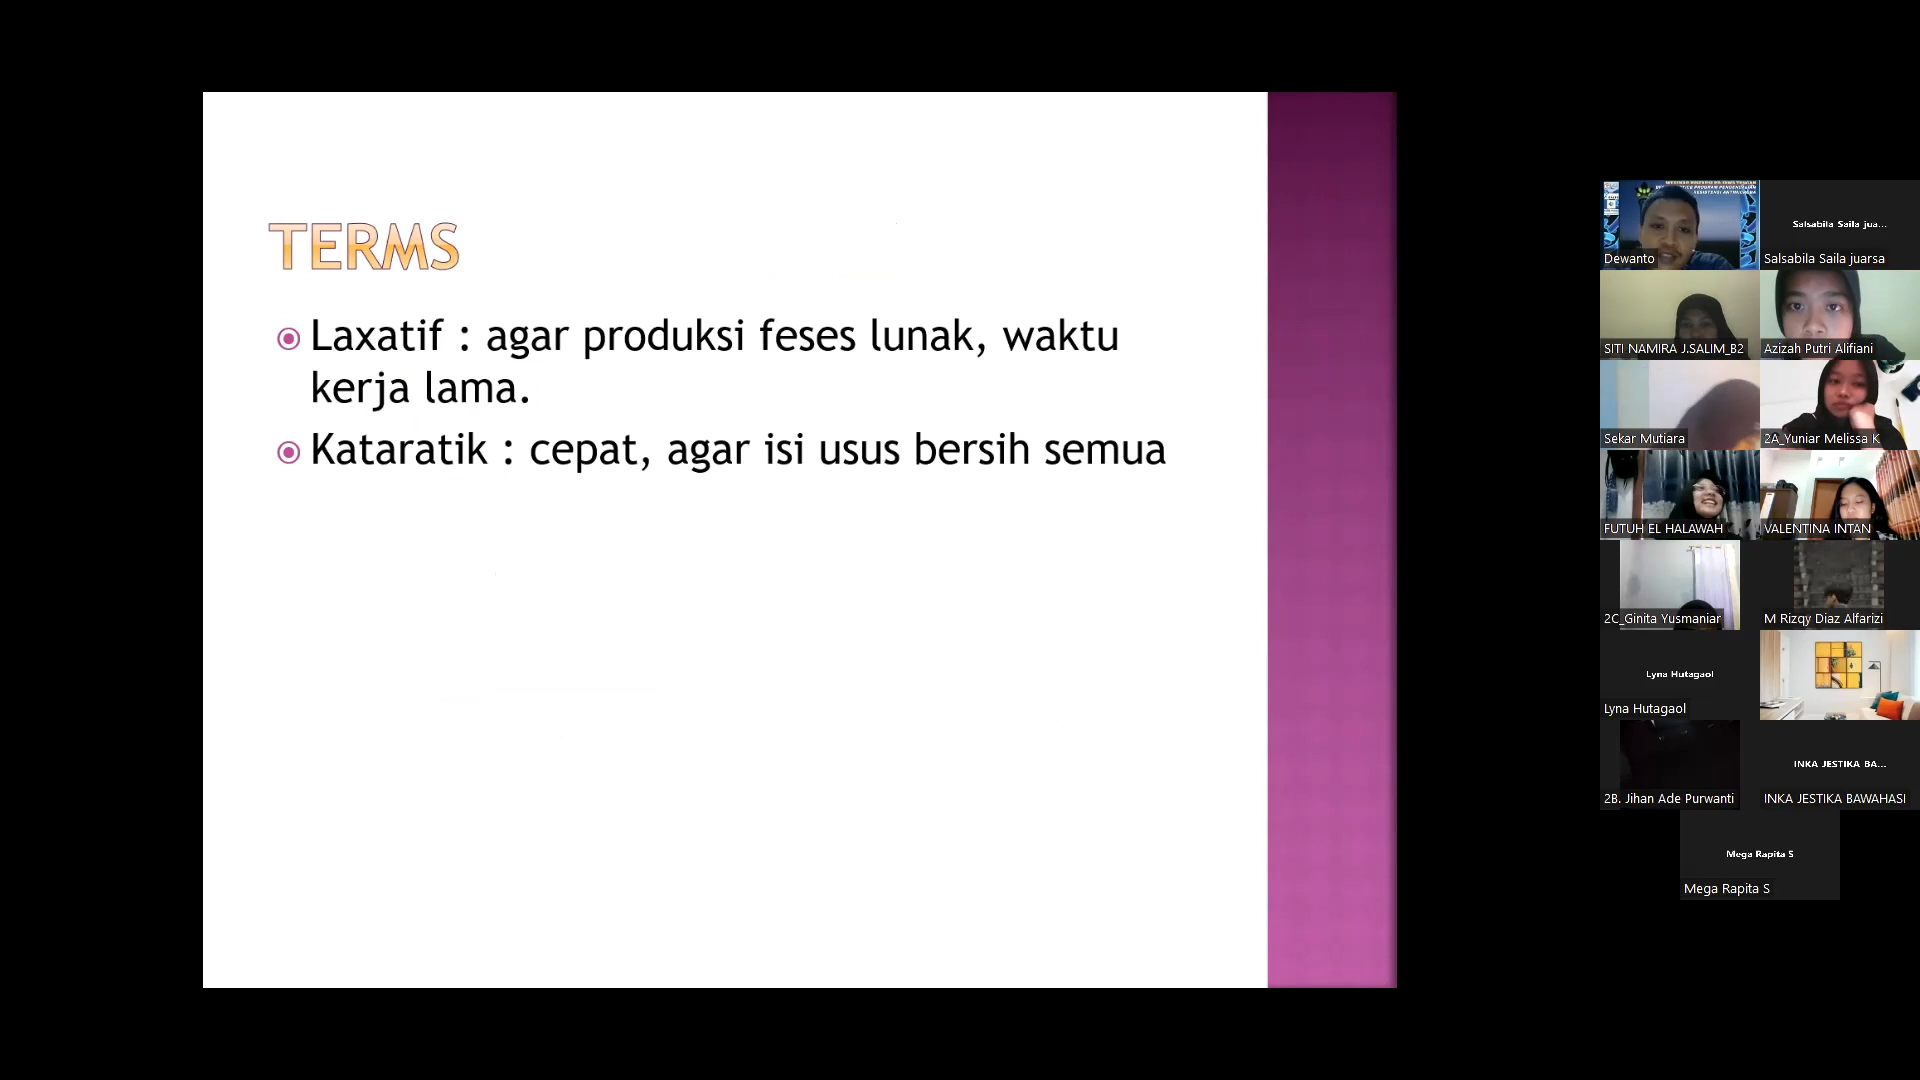 TERMS
Laxatif : agar produksi feses lunak, waktu
kerja lama.
Kataratik : cepat, agar isi usus bersih semua
Dewanto
Salsabila Saila jua...
Salsabila Saila juarsa
SITI NAMIRA J.SALIM_B2
Azizah Putri Alifiani
Sekar Mutiara
2A_Yuniar Melissa K
FUTUH EL HALAWAH
VALENTINA INTAN
2C_Ginita Yusmaniar
M Rizqy Diaz Alfarizi
Lyna Hutagaol
Lyna Hutagaol
2B. Jihan Ade Purwanti
INKA JESTIKA BA...
INKA JESTIKA BAWAHASI
Mega Rapita S
Mega Rapita S